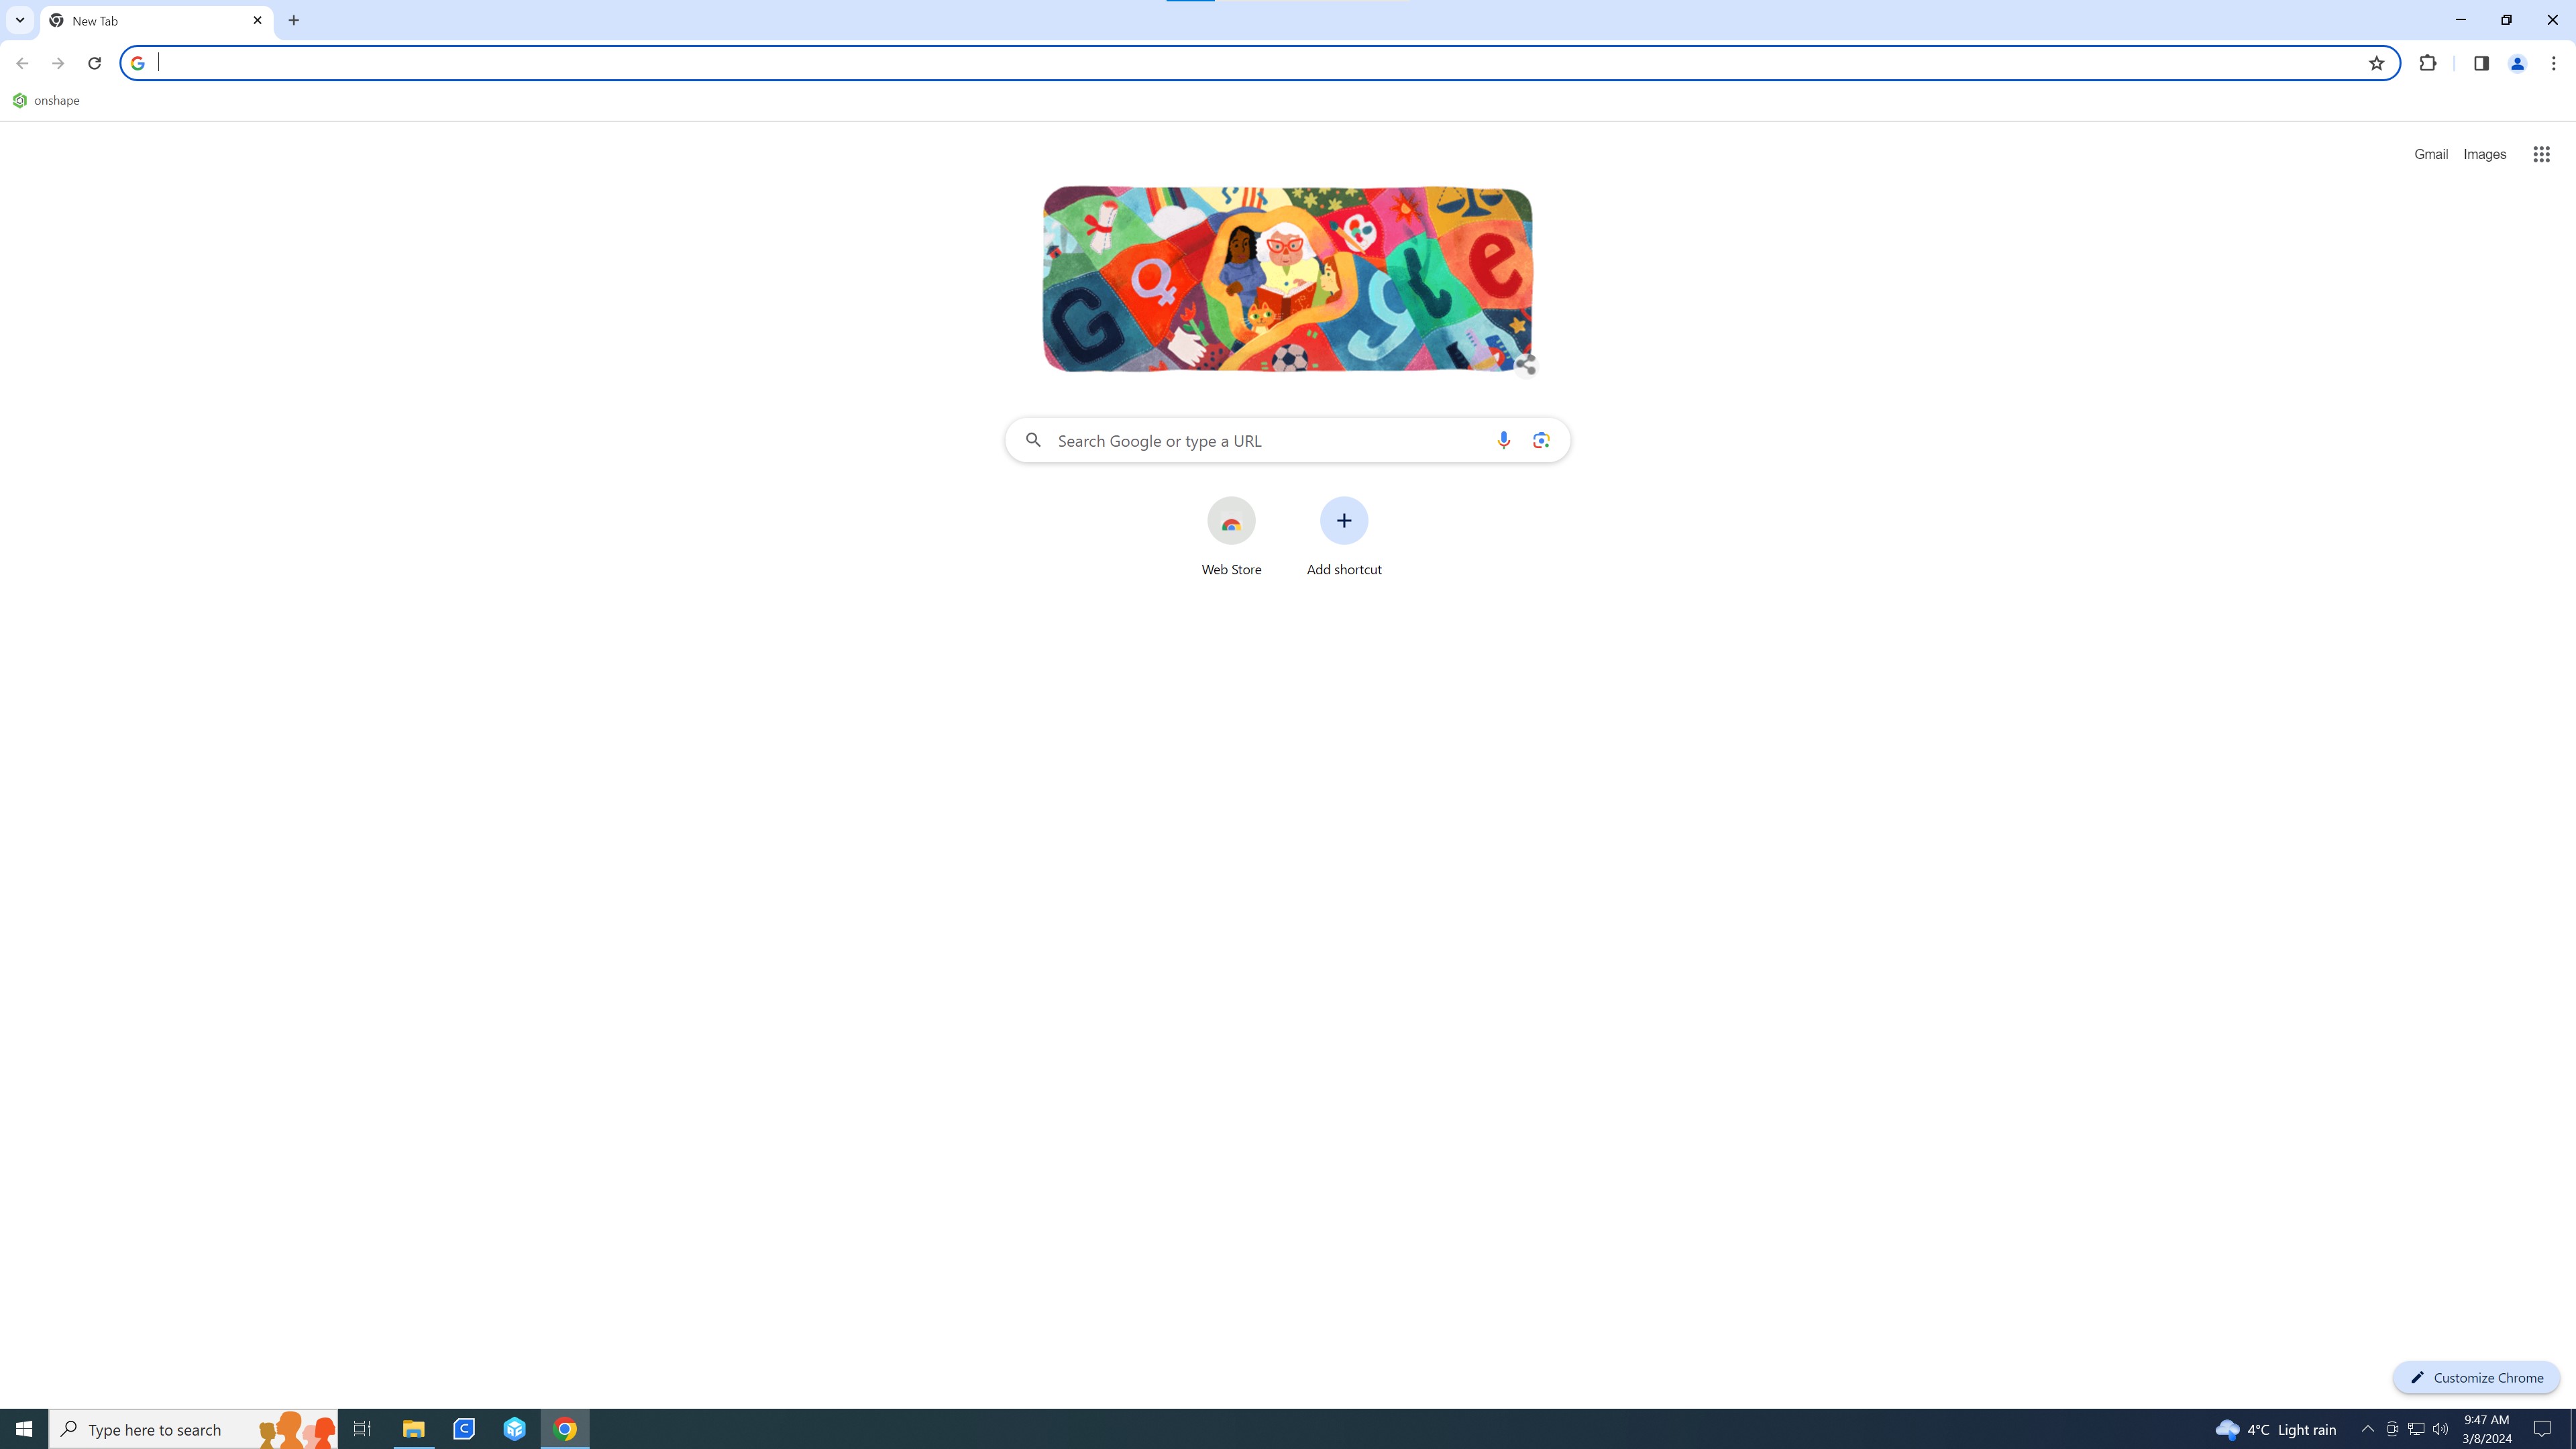 New Tab
onshape
Gmail Images
G g l e
Search Google or type a URL
Web Store
Add shortcut
Customize Chrome
Type here to search
4°C Light rain
9:47 AM
3/8/2024